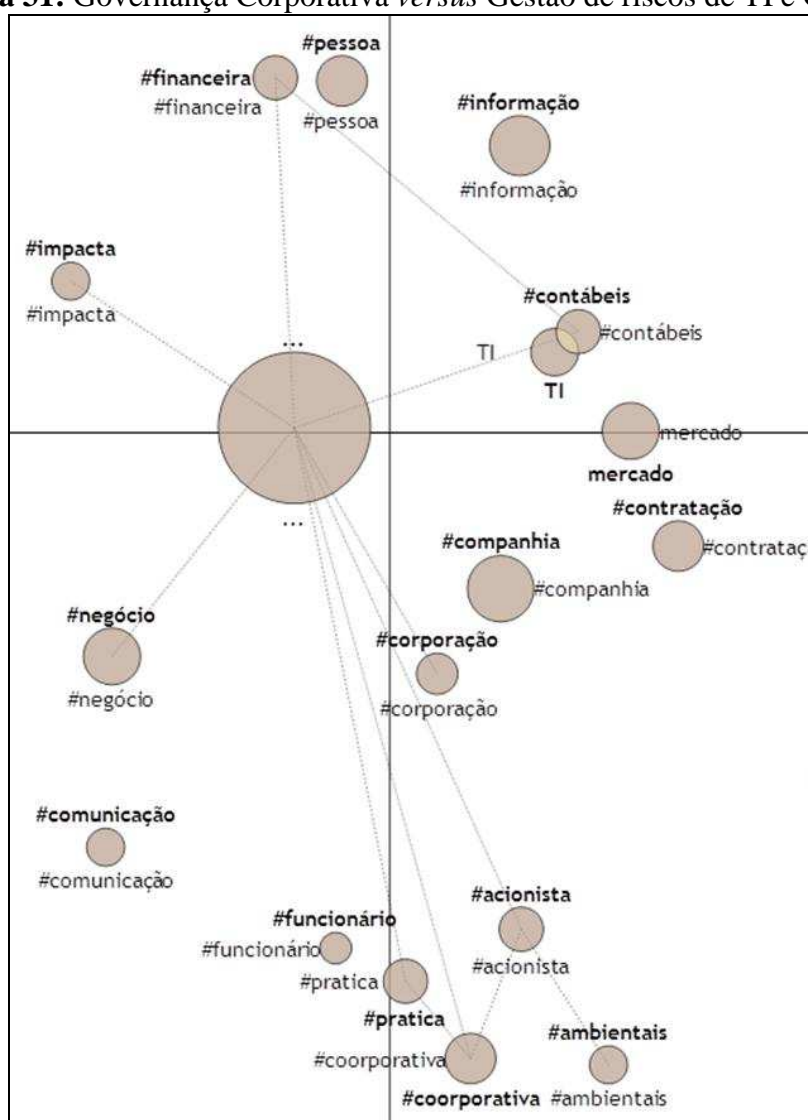 a 31: Governança Corporativa versus Gestão de riscos de TI e
#pessoa
#financeira
#financeira
#pessoa
#informação
#informação
#impacta
#impacta
#contábeis
#contábeis
TI
TI
...
mercado
mercado
...
#contratação
#contrataç
#companhia
#companhia
#negócio
#negócio
#corporação
#corporação
#comunicação
#comunicação
#acionista
#acionista
#funcionário
#funcionário
#pratica
#pratica
#ambientais
#coorporativa
#coorporativa
#ambientais